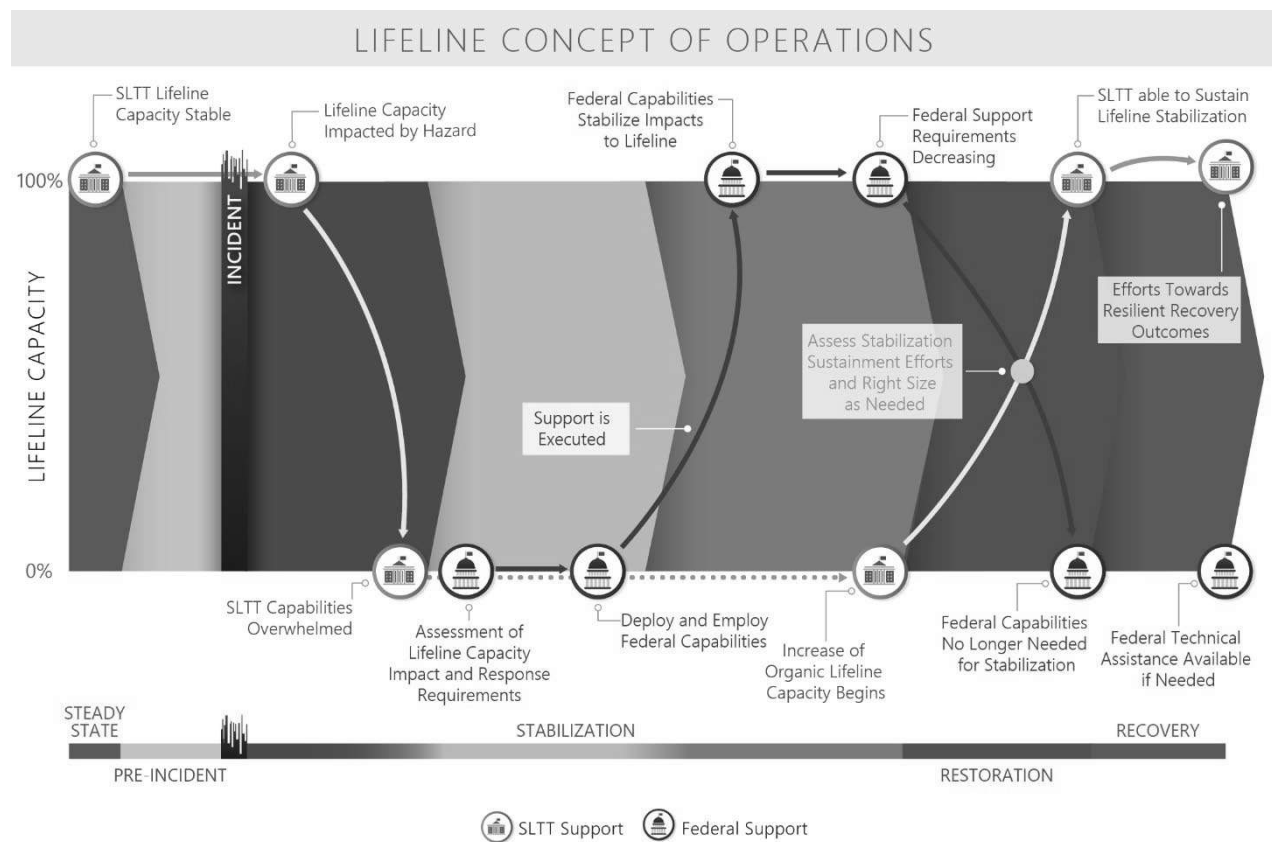 LIFELINE CONCEPT OF OPERATIONS
SLTT Lifeline
Capacity Stable
Lifeline Capacity
Impacted by Hazard
Federal Capabilities
Stabilize Impacts
to Lifeline
Federal Support
Requirements
Decreasing
SLTT able to Sustain
Lifeline Stabilization
100%
INCIDENT
LIFELINE CAPACITY
Efforts Towards
Resilient Recovery
Outcomes
Assess Stabilization
Sustainment Efforts
and Right Size
as Needed
Support is
Executed
0%
SLTT Capabilities
Overwhelmed
Assessment of
Lifeline Capacity
Impact and Response
Requirements
Deploy and Employ
Federal Capabilities
Increase of
Organic Lifeline
Capacity Begins
Federal Capabilities
No Longer Needed
for Stabilization
Federal Technical
Assistance Available
if Needed
STEADY
STATE
PRE-INCIDENT
STABILIZATION
RESTORATION
RECOVERY
SLTT Support
Federal Support